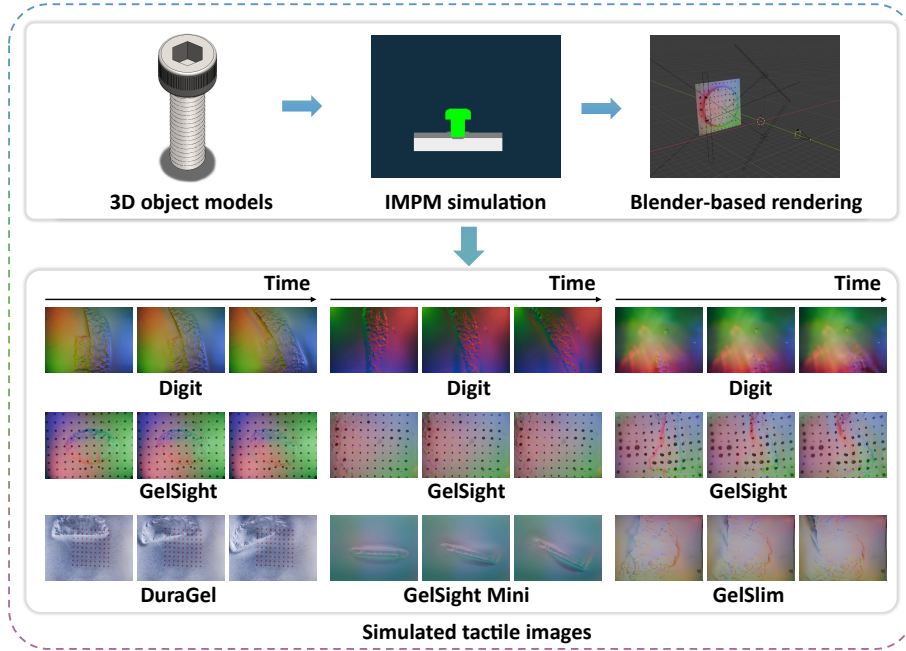 3D object models
IMPM simulation
Blender-based rendering
Time
Time
Time
Digit
Digit
Digit
GelSight
GelSight
GelSight
DuraGel
GelSight Mini
GelSlim
Simulated tactile images